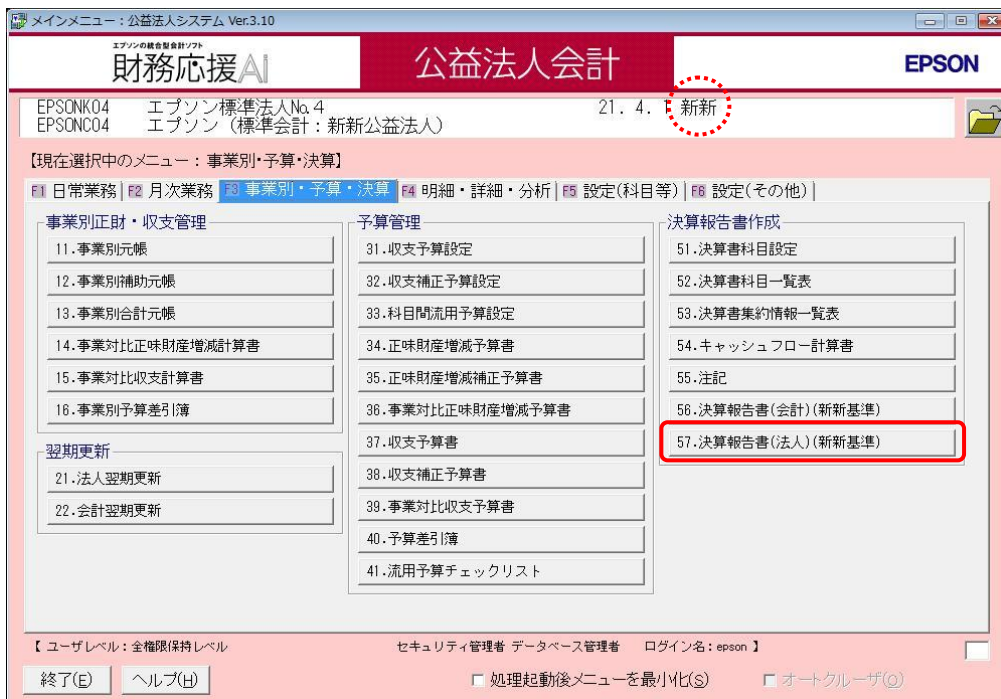 メインメニュー：公益法人システム Ver.3.10
エプソンの統合型会計ソフト
財務応援AI
公益法人会計
EPSON
EPSONK04 エプソン標準法人No.4 21. 4. 1 新新
EPSONC04 エプソン（標準会計：新新公益法人）
【現在選択中のメニュー：事業別・予算・決算】
F1 日常業務 F2 月次業務 F3 事業別・予算・決算 F4 明細・詳細・分析 F5 設定(科目等) F6 設定(その他)
事業別正財・収支管理
11.事業別元帳
12.事業別補助元帳
13.事業別合計元帳
14.事業対比正味財産増減計算書
15.事業対比収支計算書
16.事業別予算差引簿
翌期更新
21.法人翌期更新
22.会計翌期更新
予算管理
31.収支予算設定
32.収支補正予算設定
33.科目間流用予算設定
34.正味財産増減予算書
35.正味財産増減補正予算書
36.事業対比正味財産増減予算書
37.収支予算書
38.収支補正予算書
39.事業対比収支予算書
40.予算差引簿
41.流用予算チェックリスト
決算報告書作成
51.決算書科目設定
52.決算書科目一覧表
53.決算書集約情報一覧表
54.キャッシュフロー計算書
55.注記
56.決算報告書(会計)(新新基準)
57.決算報告書(法人)(新新基準)
【 ユーザレベル：全権限保持レベル セキュリティ管理者 データベース管理者 ログイン名：epson 】
終了(E) ヘルプ(H) 処理起動後メニューを最小化(S) オートクルーザ(O)